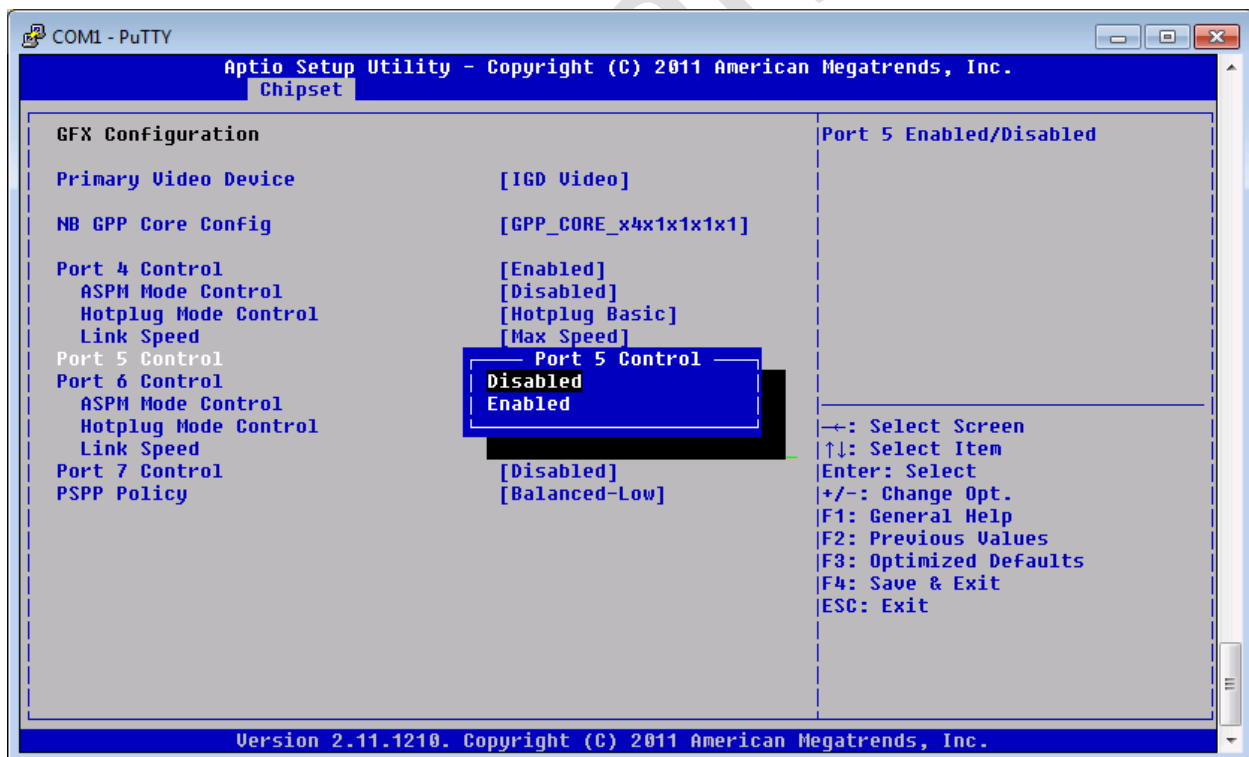 COM1 - PuTTY
Aptio Setup Utility - Copyright (C) 2011 American Megatrends, Inc.
Chipset
GFX Configuration
Port 5 Enabled/Disabled
Primary Video Device [IGD Video]
NB GPP Core Config [GPP_CORE_x4x1x1x1x1]
Port 4 Control [Enabled]
ASPM Mode Control [Disabled]
Hotplug Mode Control [Hotplug Basic]
Link Speed [Max Speed]
Port 5 Control
Port 6 Control
ASPM Mode Control
Hotplug Mode Control
Link Speed
Port 7 Control [Disabled]
PSPP Policy [Balanced-Low]
Port 5 Control
Disabled
Enabled
→←: Select Screen
↑↓: Select Item
Enter: Select
+/-: Change Opt.
F1: General Help
F2: Previous Values
F3: Optimized Defaults
F4: Save & Exit
ESC: Exit
Version 2.11.1210. Copyright (C) 2011 American Megatrends, Inc.